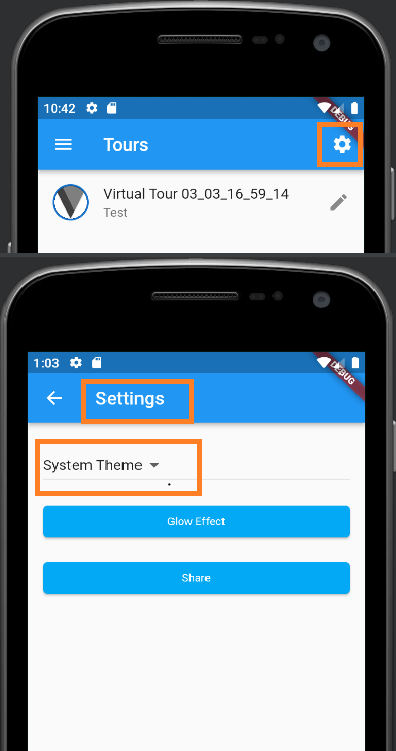 10:42
DEBUG
Tours
Virtual Tour 03_03_16_59_14
Test
1:03
DEBUG
Settings
System Theme
Glow Effect
Share